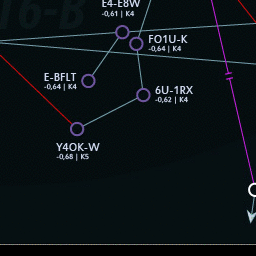 T6-B
E4-E8W
-0,61 | K4
FO1U-K
-0,64 | K4
E-BFLT
-0,64 | K4
6U-1RX
-0,62 | K4
Y4OK-W
-0,68 | K5